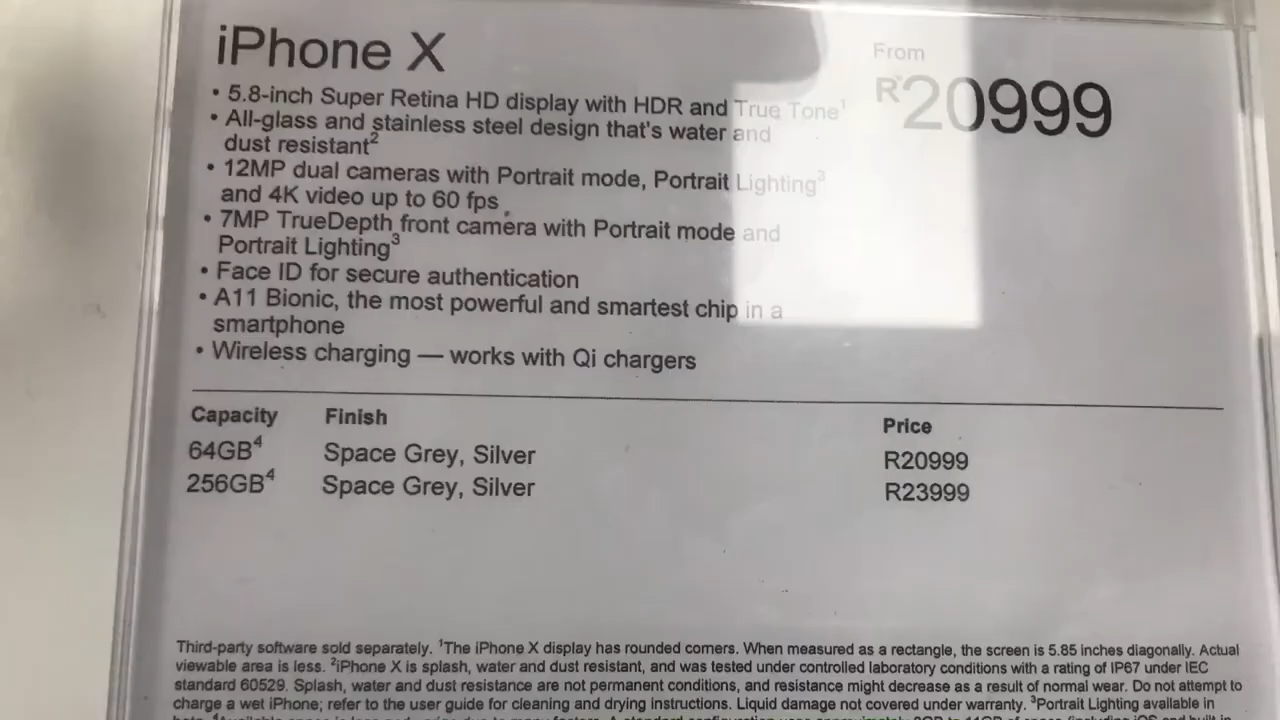 iPhone X
From
R20999
• 5.8-inch Super Retina HD display with HDR and True Tone¹
• All-glass and stainless steel design that's water and
dust resistant²
• 12MP dual cameras with Portrait mode, Portrait Lighting³
and 4K video up to 60 fps
• 7MP TrueDepth front camera with Portrait mode and
Portrait Lighting³
• Face ID for secure authentication
• A11 Bionic, the most powerful and smartest chip in a
smartphone
• Wireless charging — works with Qi chargers
Capacity Finish Price
64GB⁴ Space Grey, Silver R20999
256GB⁴ Space Grey, Silver R23999
Third-party software sold separately. ¹The iPhone X display has rounded corners. When measured as a rectangle, the screen is 5.85 inches diagonally. Actual
viewable area is less. ²iPhone X is splash, water and dust resistant, and was tested under controlled laboratory conditions with a rating of IP67 under IEC
standard 60529. Splash, water and dust resistance are not permanent conditions, and resistance might decrease as a result of normal wear. Do not attempt to
charge a wet iPhone; refer to the user guide for cleaning and drying instructions. Liquid damage not covered under warranty. ³Portrait Lighting available in